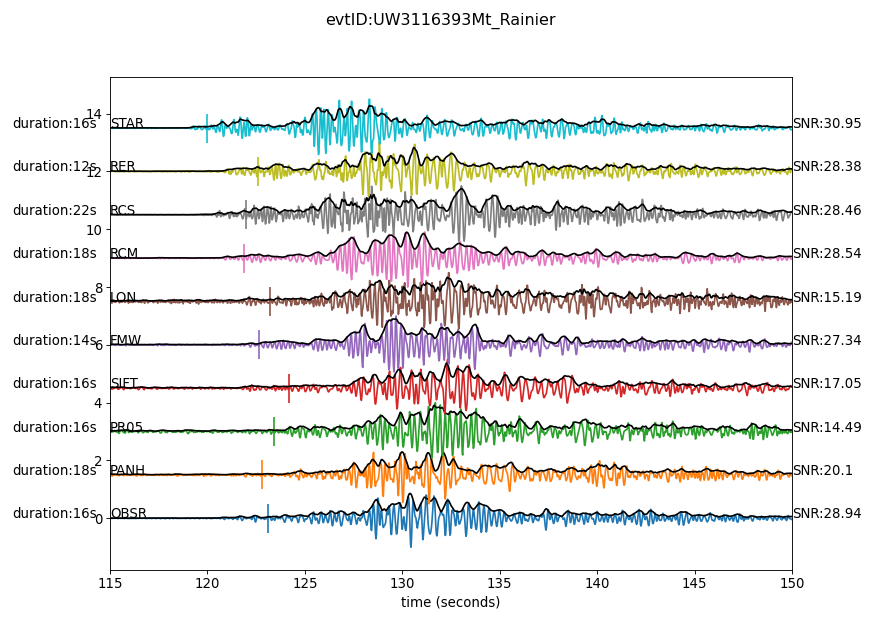 evtID:UW3116393Mt_Rainier
14
duration:16s STAR SNR:30.95
duration:12s RER SNR:28.38
12
duration:22s RCS SNR:28.46
10
duration:18s RCM SNR:28.54
8
duration:18s LON SNR:15.19
duration:14s FMW SNR:27.34
6
duration:16s SIFT SNR:17.05
4
duration:16s PR05 SNR:14.49
2
duration:18s PANH SNR:20.1
duration:16s OBSR SNR:28.94
0
115 120 125 130 135 140 145 150
time (seconds)